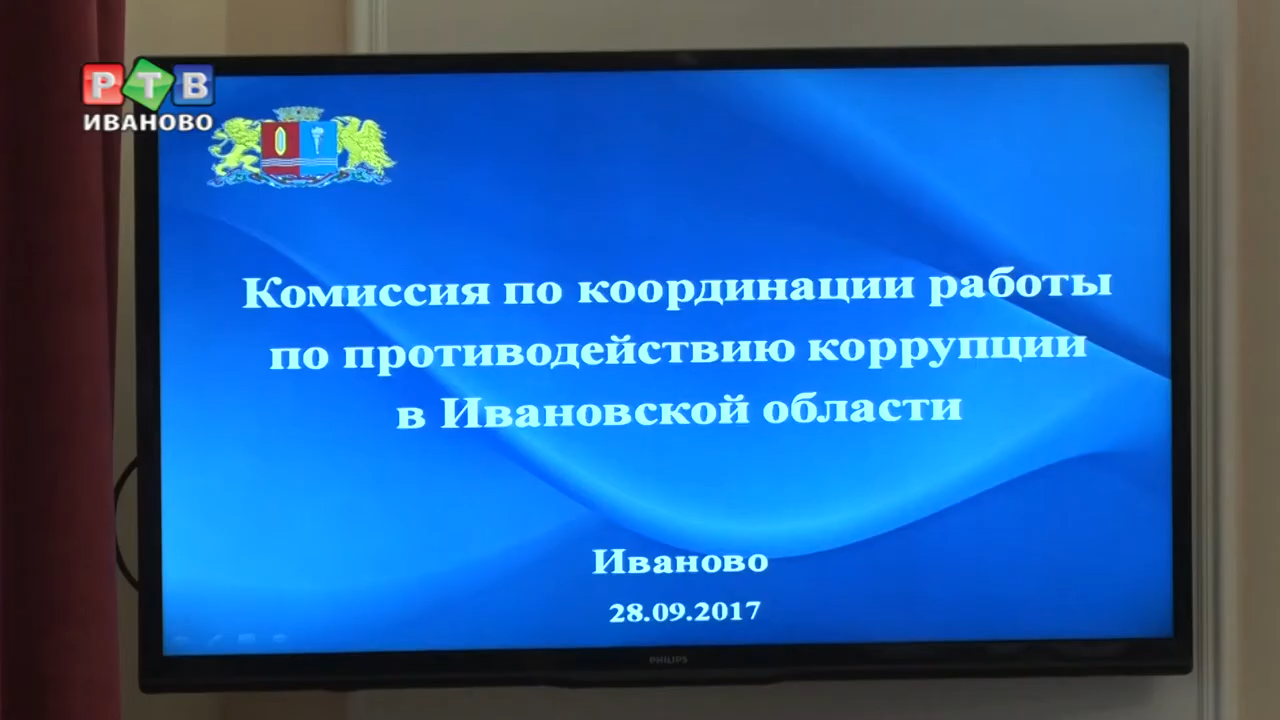 РТВ
ИВАНОВО
Комиссия по координации работы
по противодействию коррупции
в Ивановской области
Иваново
28.09.2017
PHILIPS